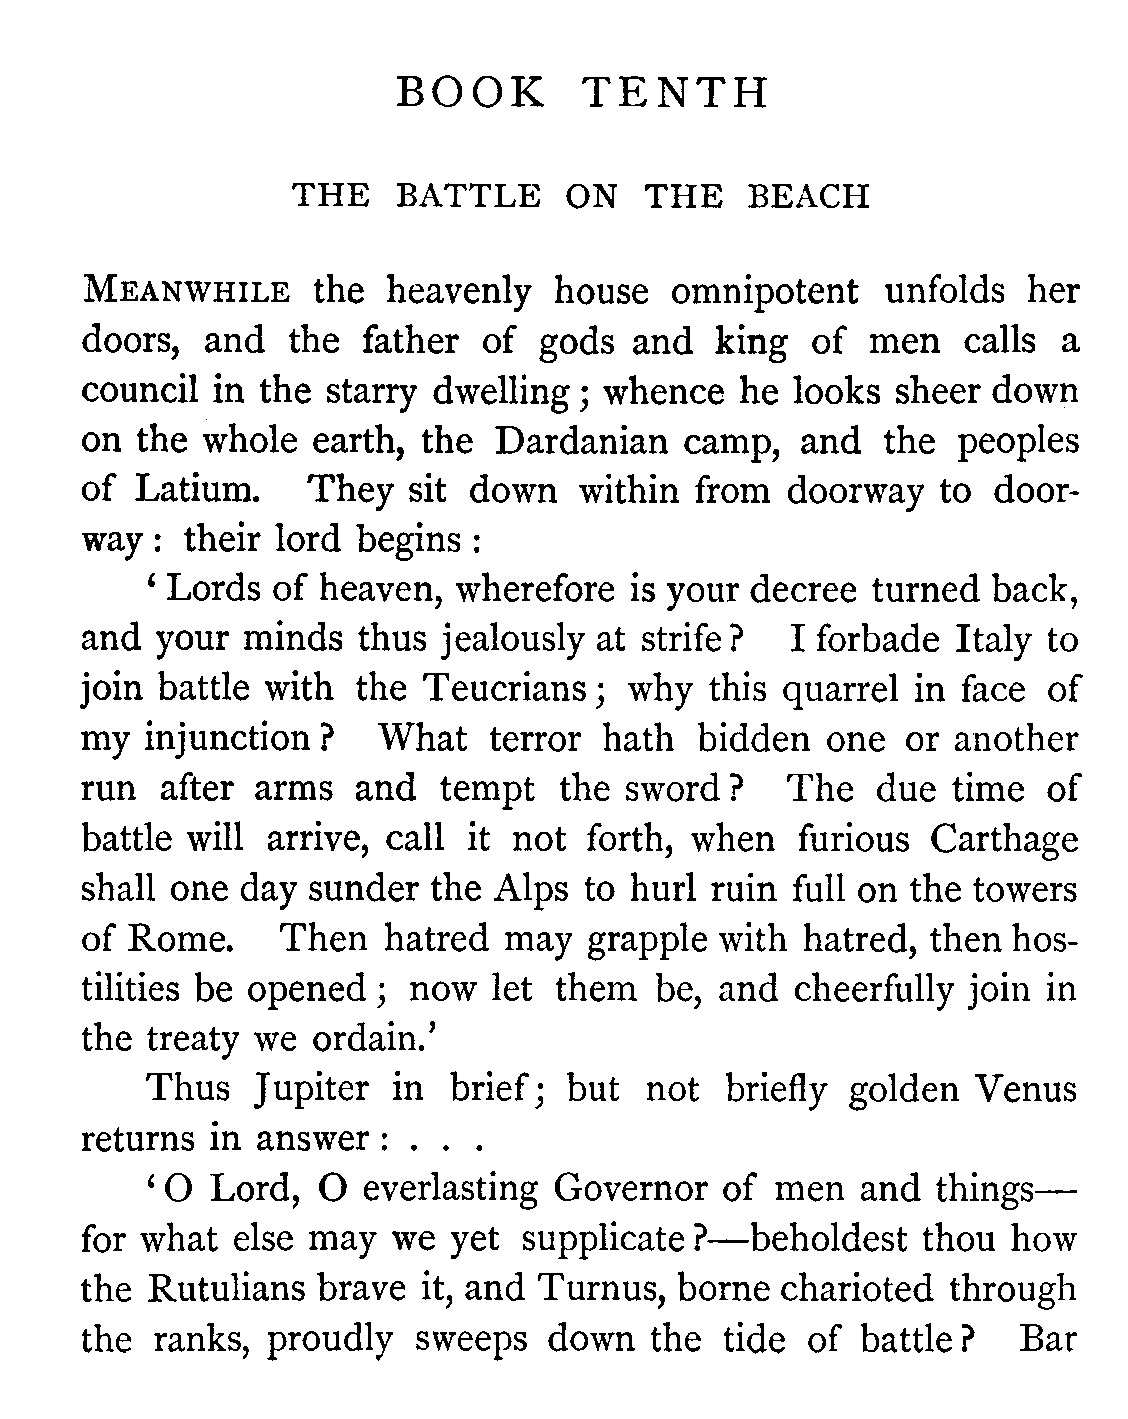 BOOK TENTH
THE BATTLE ON THE BEACH
MEANWHILE the heavenly house omnipotent unfolds her
doors, and the father of gods and king of men calls a
council in the starry dwelling; whence he looks sheer down
on the whole earth, the Dardanian camp, and the peoples
of Latium. They sit down within from doorway to door-
way: their lord begins:
‘Lords of heaven, wherefore is your decree turned back,
and your minds thus jealously at strife? I forbade Italy to
join battle with the Teucrians; why this quarrel in face of
my injunction? What terror hath bidden one or another
run after arms and tempt the sword? The due time of
battle will arrive, call it not forth, when furious Carthage
shall one day sunder the Alps to hurl ruin full on the towers
of Rome. Then hatred may grapple with hatred, then hos-
tilities be opened; now let them be, and cheerfully join in
the treaty we ordain.’
Thus Jupiter in brief; but not briefly golden Venus
returns in answer: . . .
‘O Lord, O everlasting Governor of men and things—
for what else may we yet supplicate?—beholdest thou how
the Rutulians brave it, and Turnus, borne charioted through
the ranks, proudly sweeps down the tide of battle? Bar